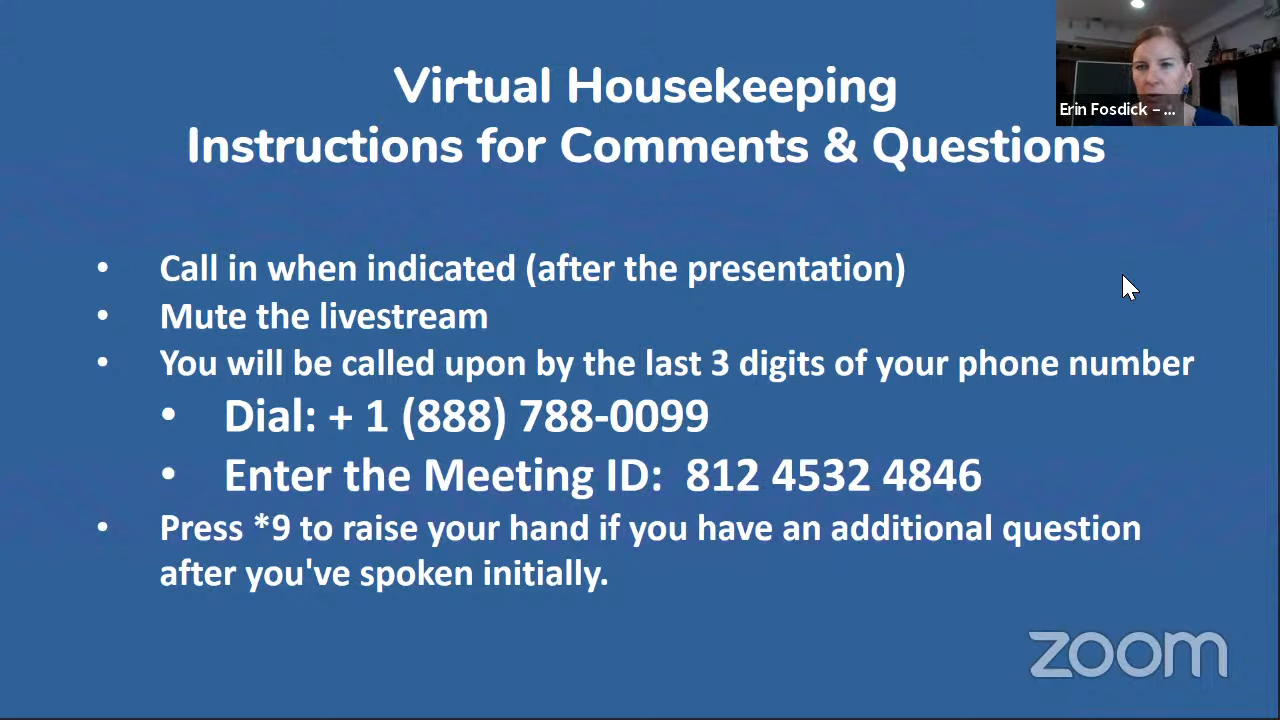 Virtual Housekeeping
Instructions for Comments & Questions
Erin Fosdick – ...
• Call in when indicated (after the presentation)
• Mute the livestream
• You will be called upon by the last 3 digits of your phone number
• Dial: + 1 (888) 788-0099
• Enter the Meeting ID: 812 4532 4846
• Press *9 to raise your hand if you have an additional question
after you've spoken initially.
zoom